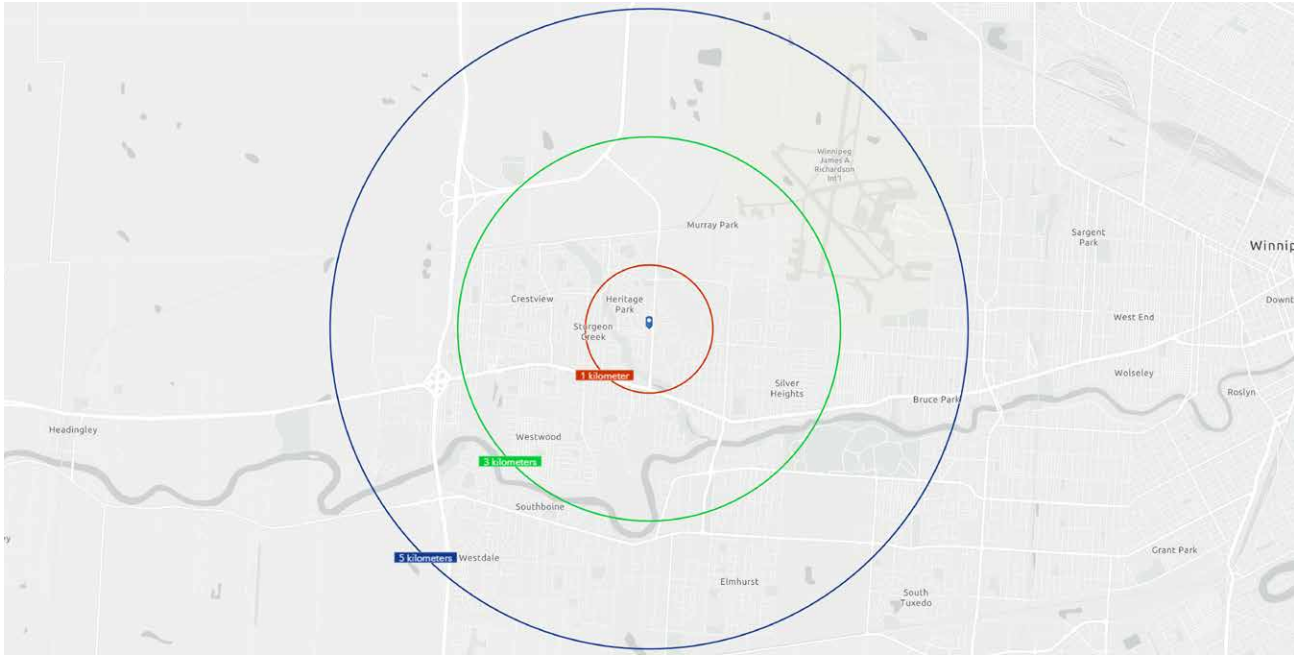 Winnipeg
James A.
Richardson
Int'l
Murray Park
Sargent
Park
Winnip
Crestview
Heritage
Park
Downt
Sturgeon
Creek
West End
1 kilometer
Wolseley
Silver
Heights
Bruce Park
Roslyn
Headingley
Westwood
3 kilometers
Southboine
ey
5 kilometers
Westdale
Grant Park
Elmhurst
South
Tuxedo